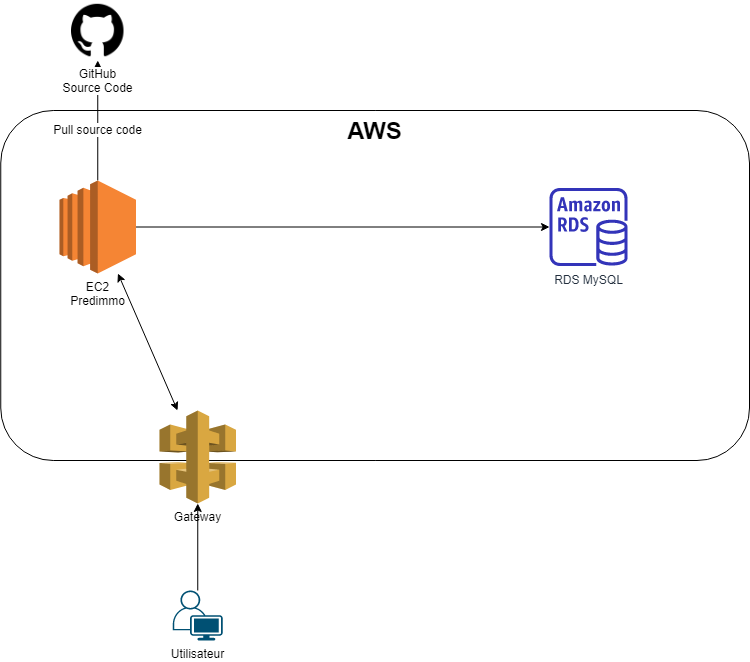 GitHub
Source Code
Pull source code
AWS
Amazon
RDS
RDS MySQL
EC2
Predimmo
Gateway
Utilisateur